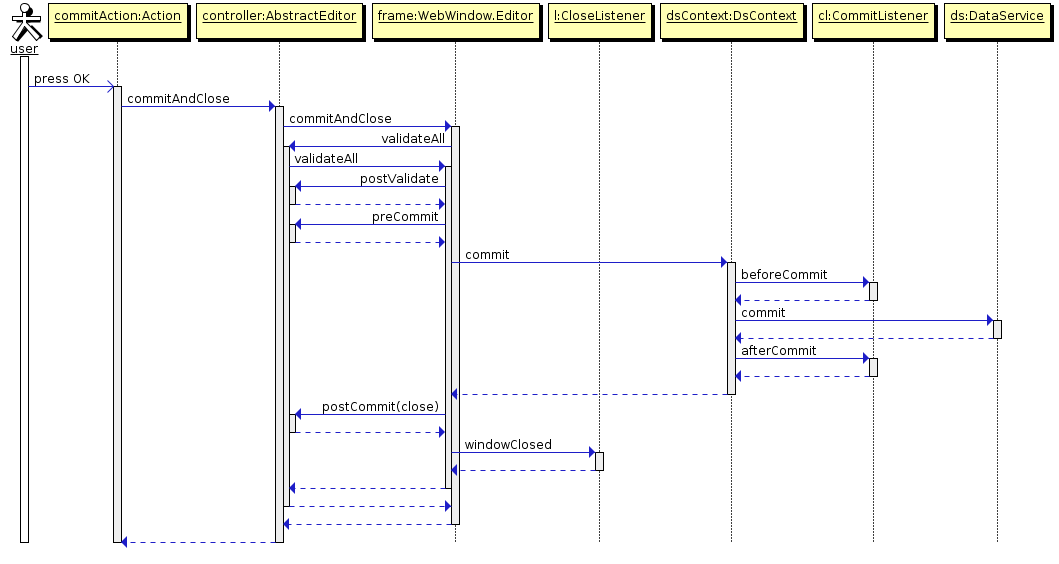 commitAction:Action
controller:AbstractEditor
frame:WebWindow.Editor
l:CloseListener
dsContext:DsContext
cl:CommitListener
ds:DataService
user
press OK
commitAndClose
commitAndClose
validateAll
validateAll
postValidate
preCommit
commit
beforeCommit
commit
afterCommit
postCommit(close)
windowClosed